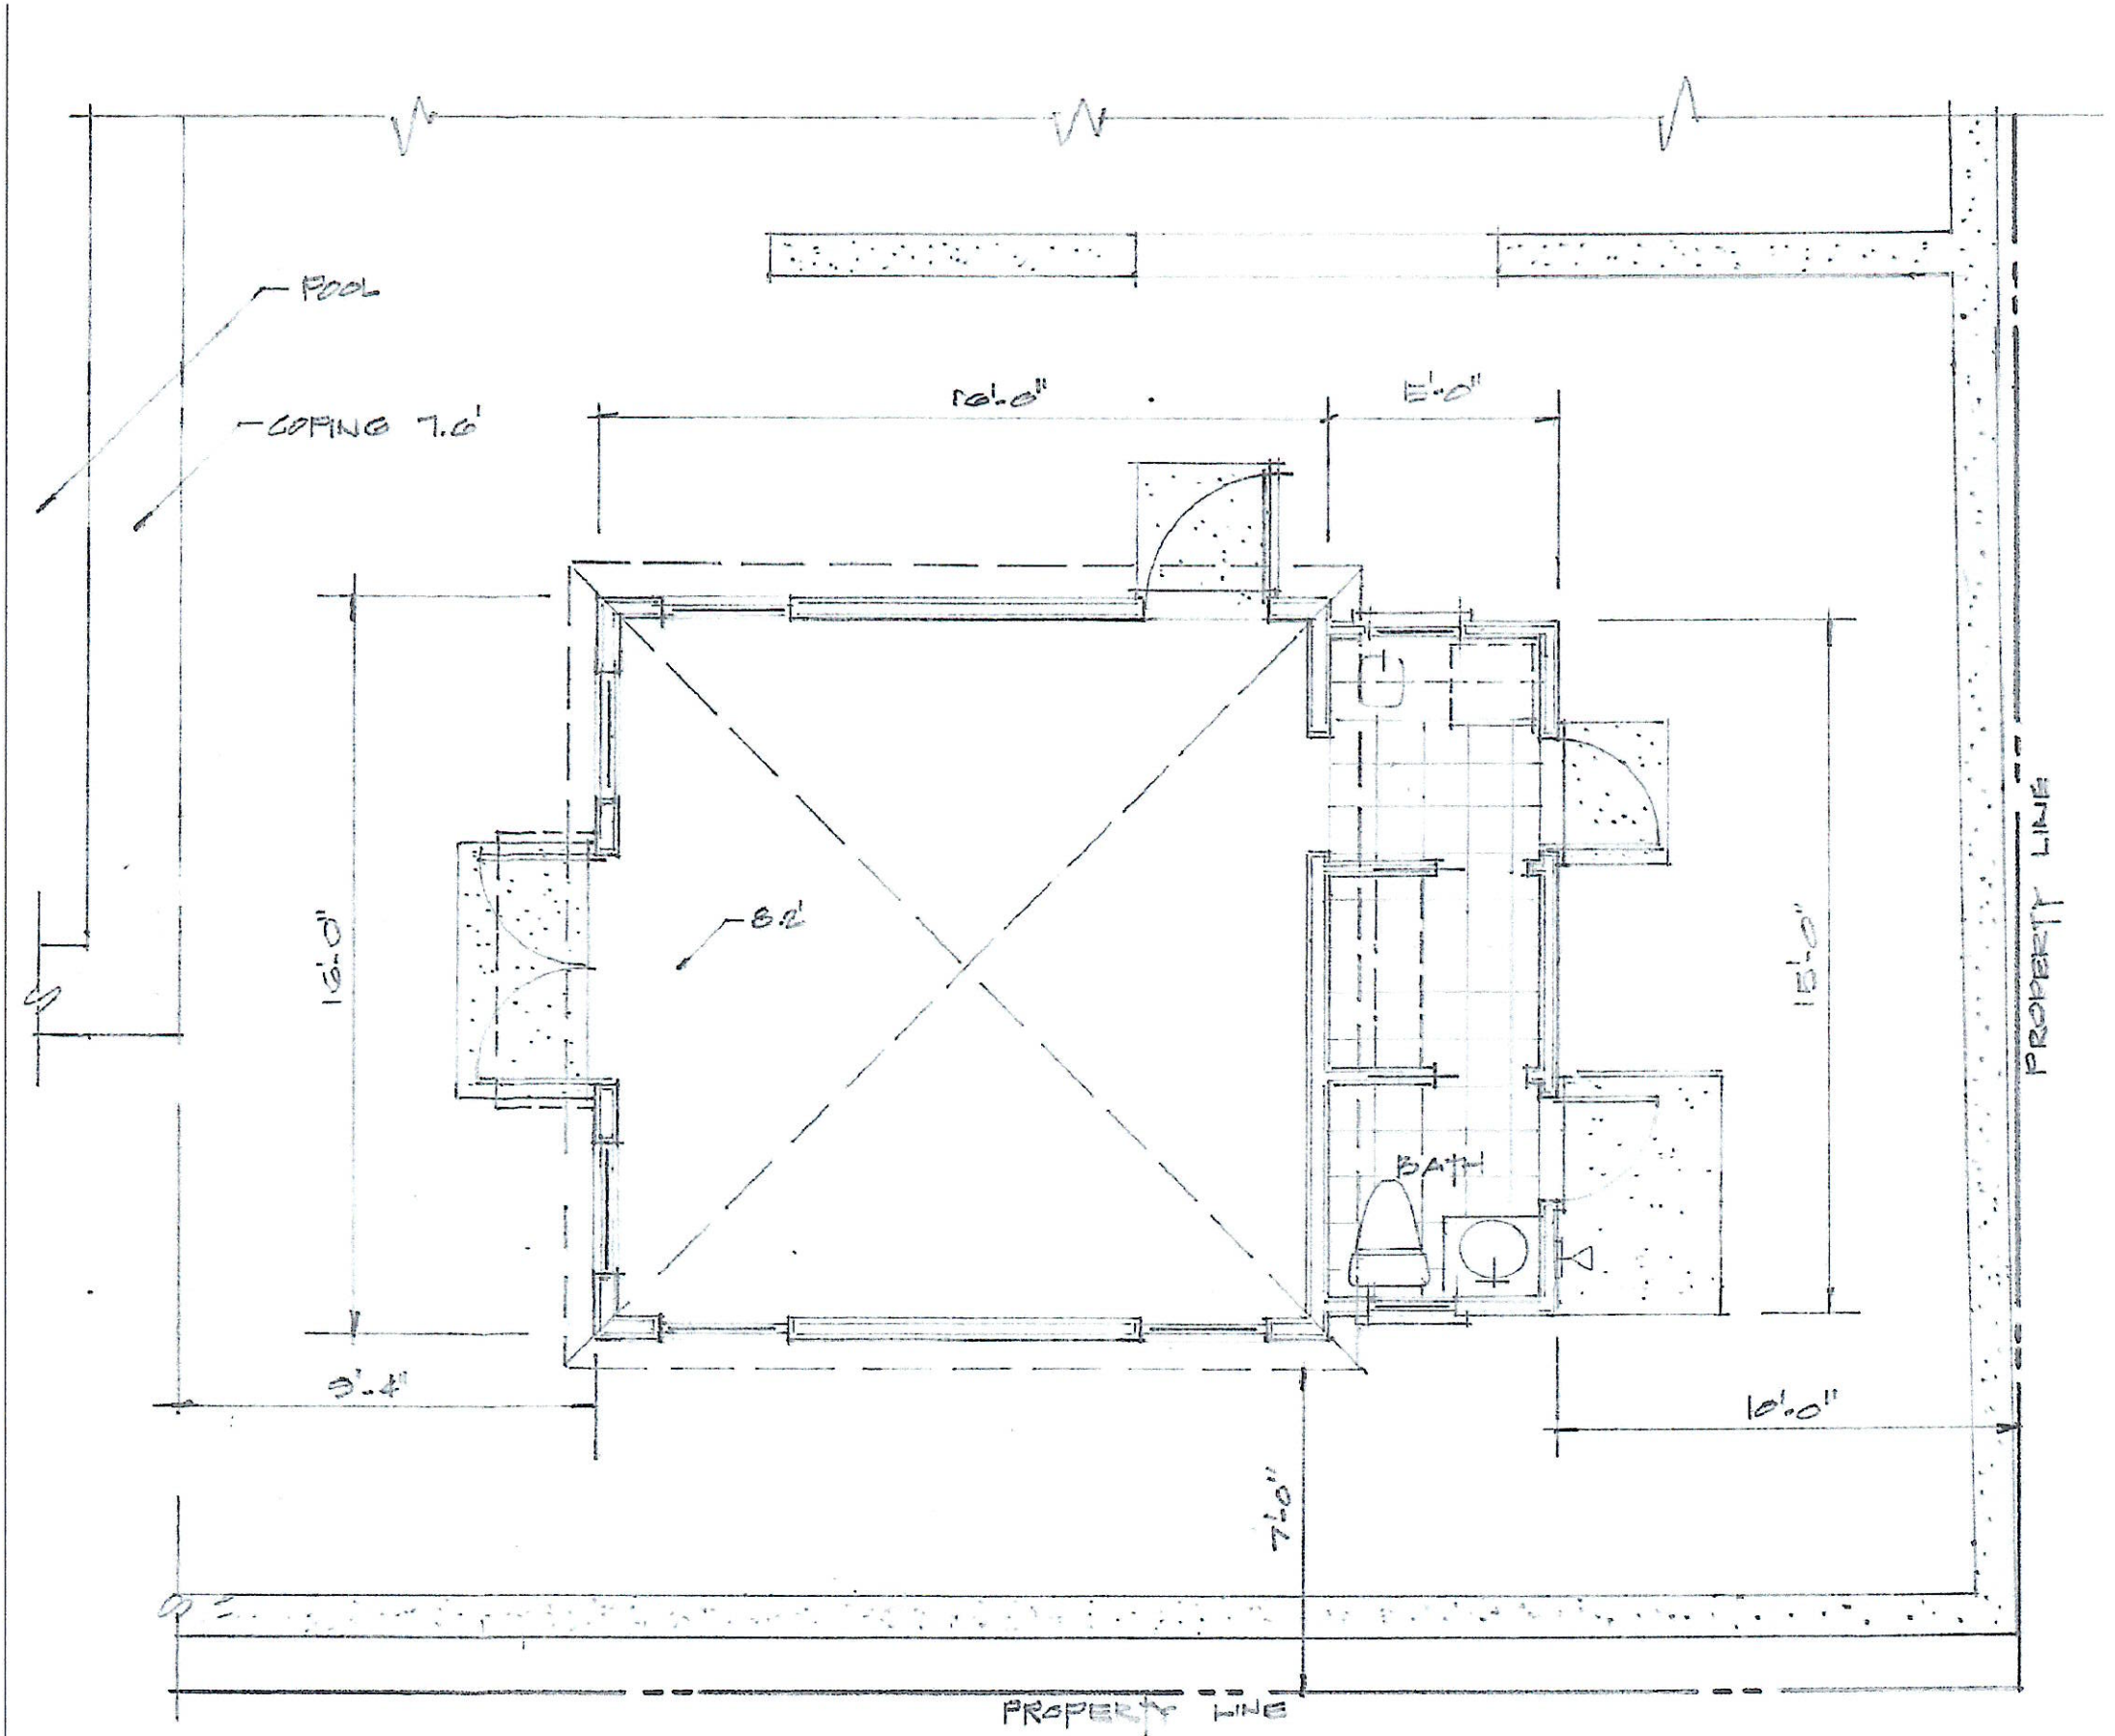 POOL
16'-0"
5'-0"
COPING 7.6'
PROPERTY LINE
8.2'
16'-0"
15'-0"
BATH
9'-4"
10'-0"
7'-0"
PROPERTY LINE